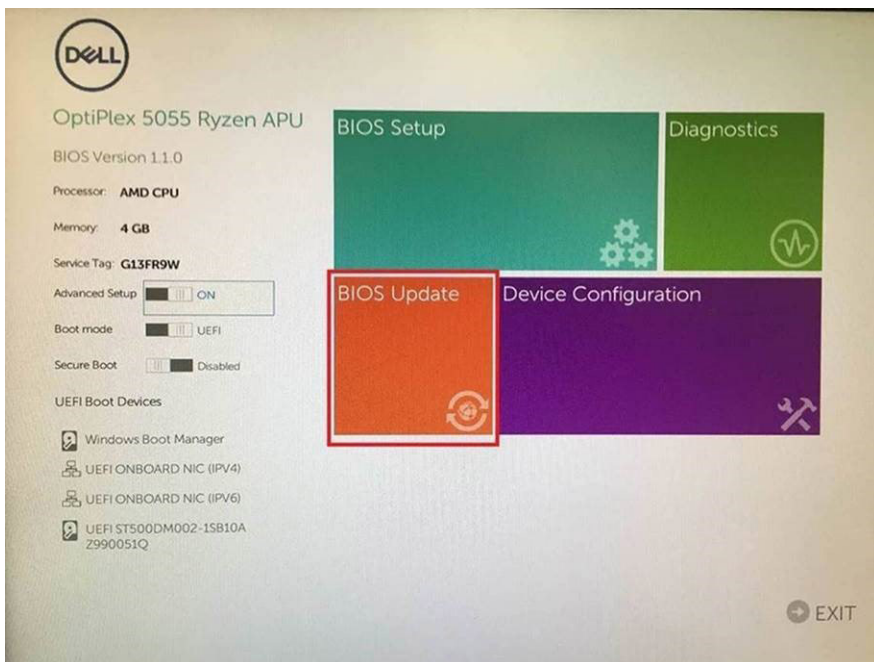 DELL
OptiPlex 5055 Ryzen APU
BIOS Version 1.1.0
Processor: AMD CPU
Memory: 4 GB
Service Tag: G13FR9W
Advanced Setup ON
Boot mode UEFI
Secure Boot Disabled
UEFI Boot Devices
Windows Boot Manager
UEFI ONBOARD NIC (IPV4)
UEFI ONBOARD NIC (IPV6)
UEFI ST500DM002-1SB10A
Z990051Q
BIOS Setup
Diagnostics
BIOS Update
Device Configuration
EXIT